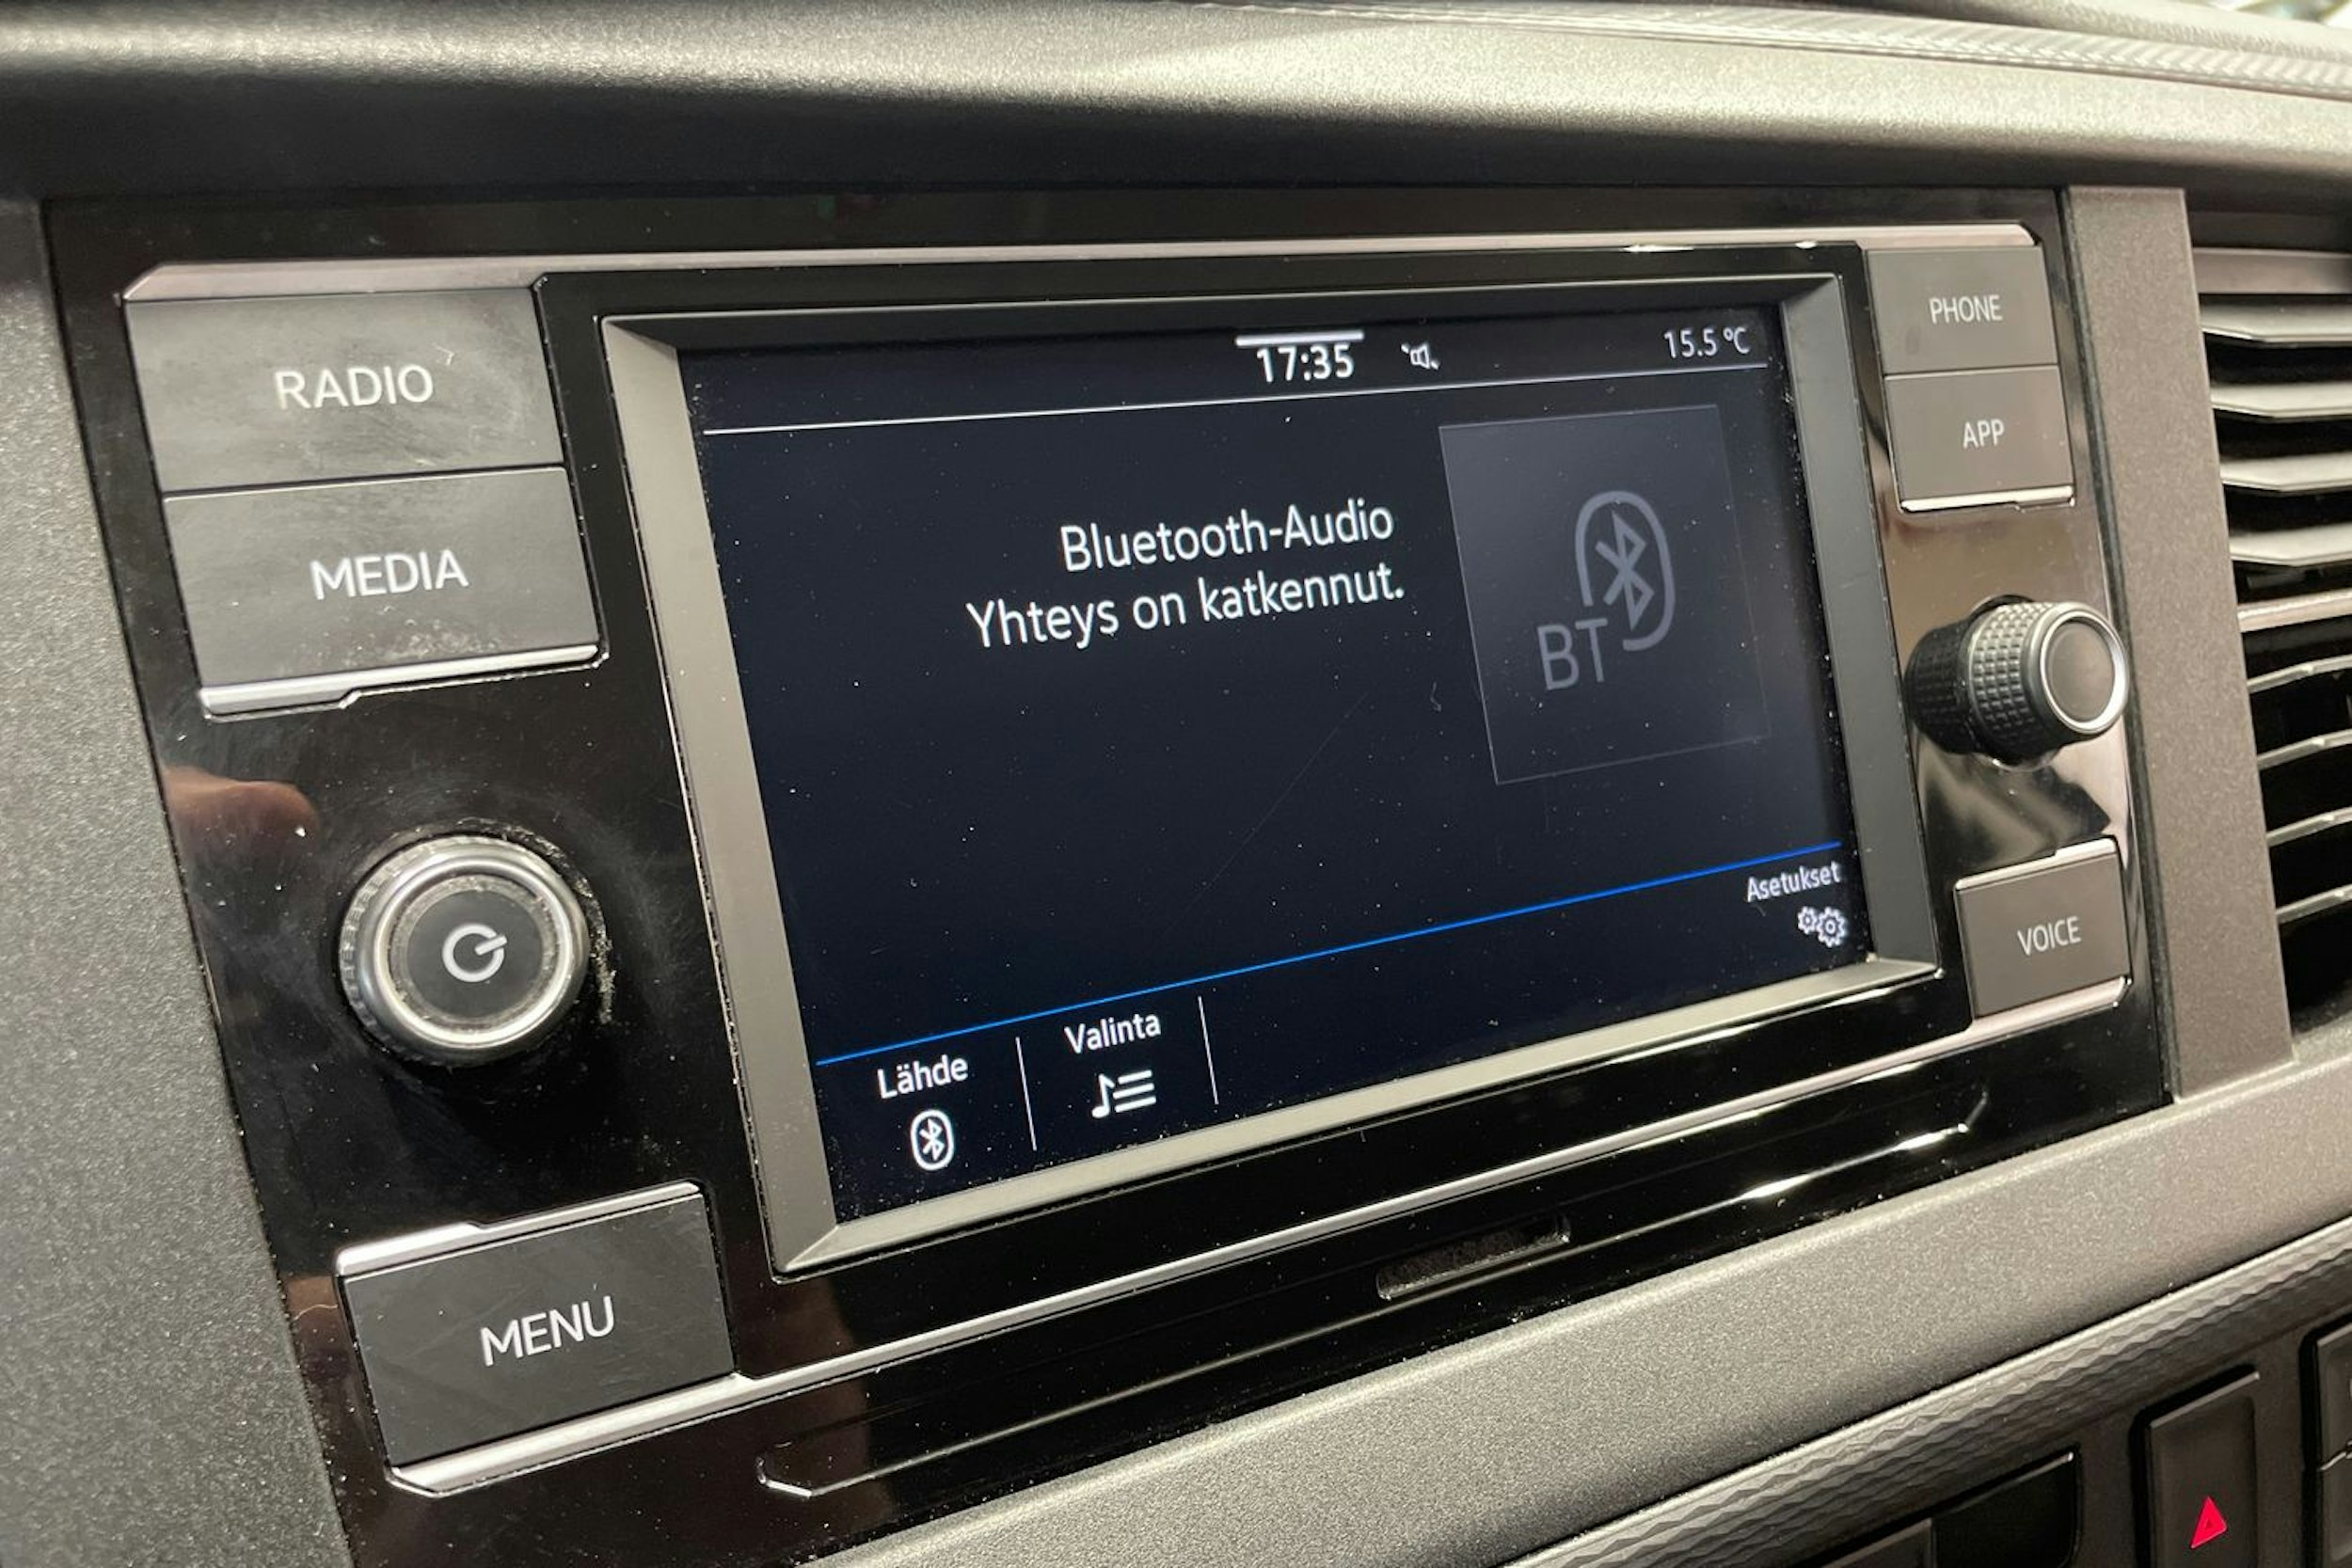 RADIO
MEDIA
MENU
17:35
15.5 °C
Bluetooth-Audio
Yhteys on katkennut.
BT
Asetukset
Lähde
Valinta
PHONE
APP
VOICE